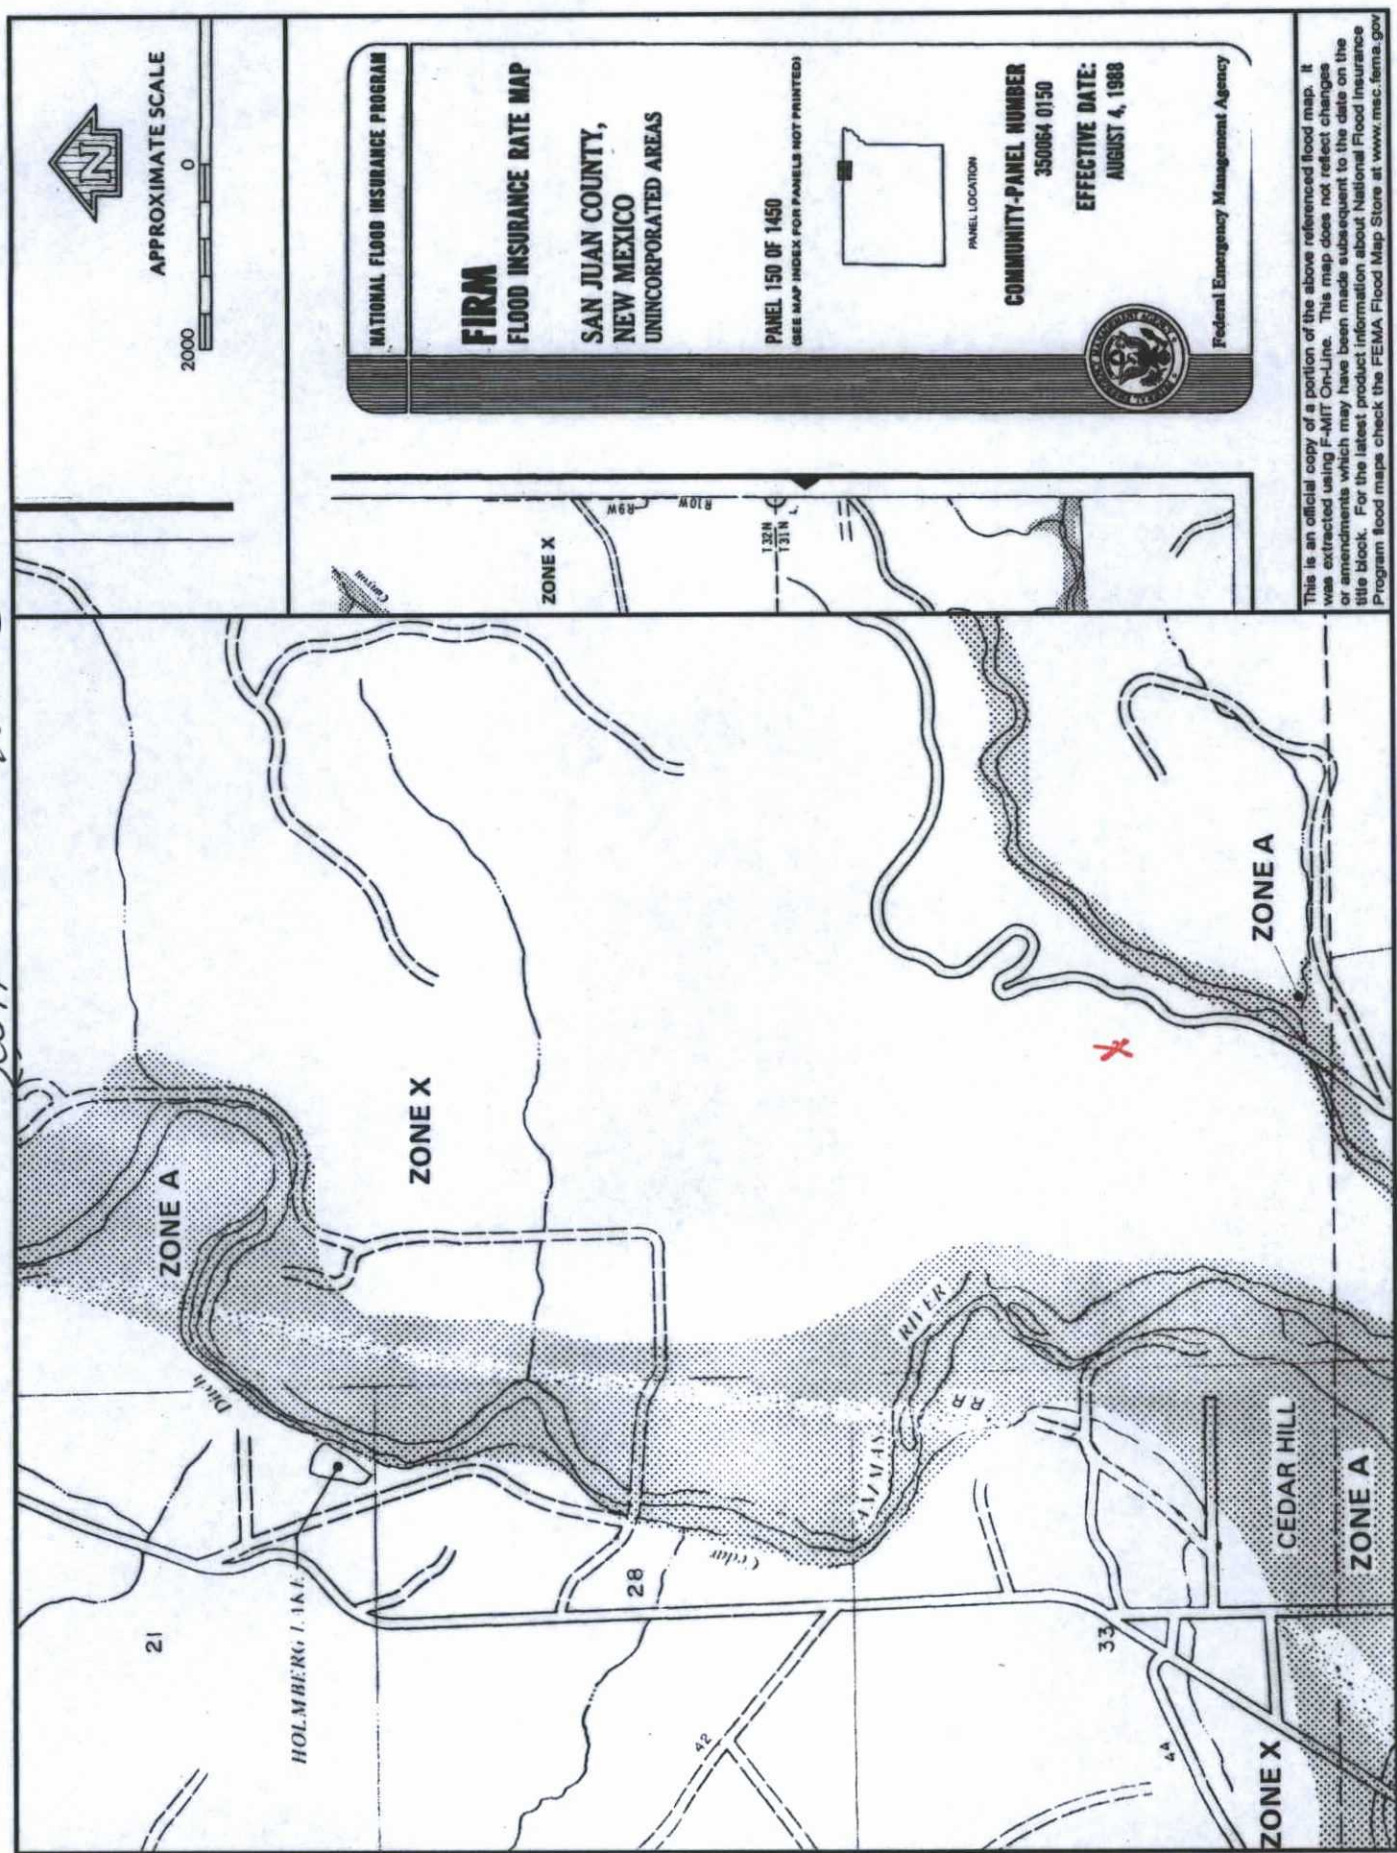 APPROXIMATE SCALE
2000
0
NATIONAL FLOOD INSURANCE PROGRAM
FIRM
FLOOD INSURANCE RATE MAP
SAN JUAN COUNTY,
NEW MEXICO
UNINCORPORATED AREAS
PANEL 150 OF 1450
(SEE MAP INDEX FOR PANELS NOT PRINTED)
PANEL LOCATION
COMMUNITY-PANEL NUMBER
350064 0150
EFFECTIVE DATE:
AUGUST 4, 1988
Federal Emergency Management Agency
This is an official copy of a portion of the above referenced flood map. It
was extracted using F-MIT On-Line. This map does not reflect changes
or amendments which may have been made subsequent to the date on the
title block. For the latest product information about National Flood Insurance
Program flood maps check the FEMA Flood Map Store at www.msc.fema.gov
Canyon
ZONE X
R9W
R10W
T32N
T31N
ZONE A
ZONE X
ZONE A
Ditch
HOLMBERG LAKE
21
28
Cedar
ANIMAS
RIVER
RR
42
33
44
CEDAR HILL
ZONE A
ZONE X
N